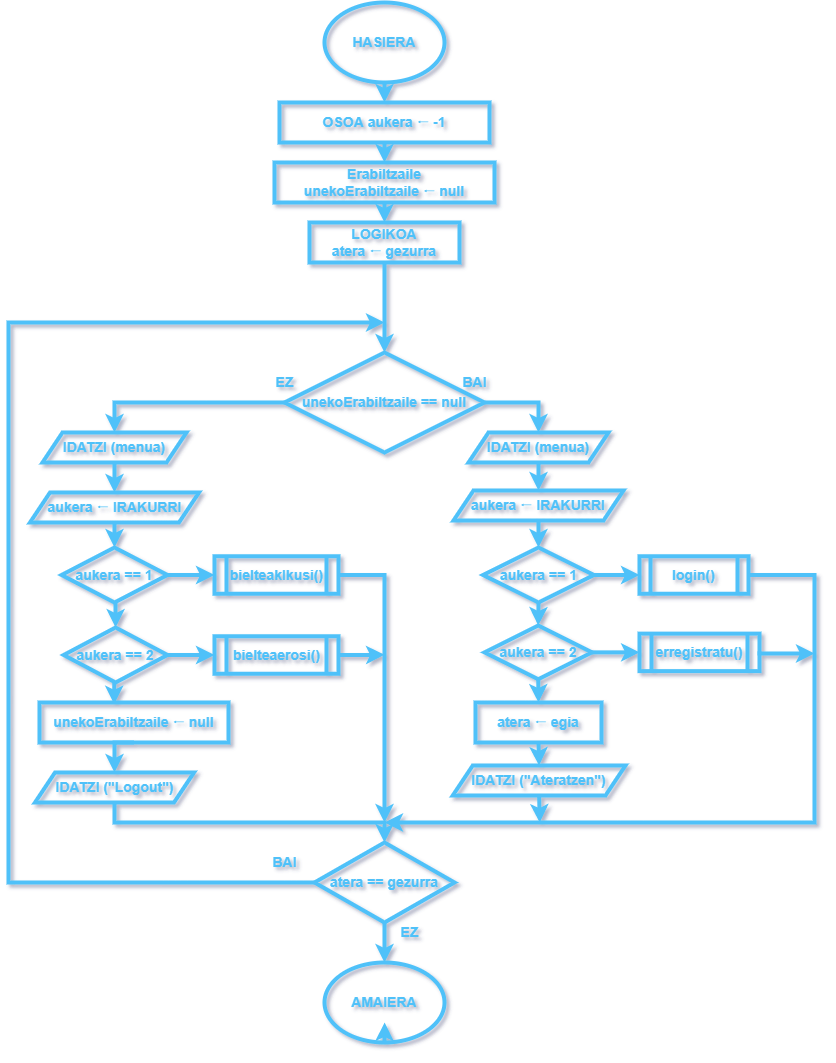 HASIERA
OSOA aukera ← -1
Erabiltzaile
unekoErabiltzaile ← null
LOGIKOA
atera ← gezurra
EZ
BAI
unekoErabiltzaile == null
IDATZI (menua)
IDATZI (menua)
aukera ← IRAKURRI
aukera ← IRAKURRI
aukera == 1
bielteakIkusi()
aukera == 1
login()
aukera == 2
bielteaerosi()
aukera == 2
erregistratu()
unekoErabiltzaile ← null
atera ← egia
IDATZI ("Logout")
IDATZI ("Ateratzen")
BAI
atera == gezurra
EZ
AMAIERA